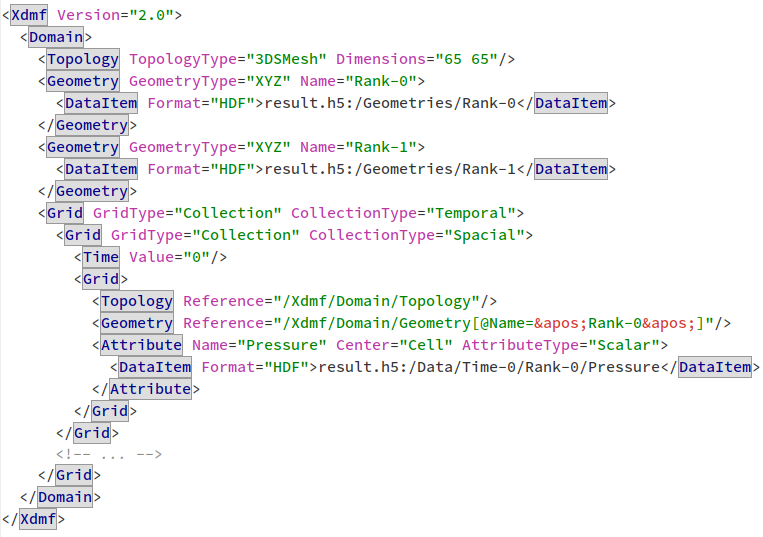 <Xdmf Version="2.0">
  <Domain>
    <Topology TopologyType="3DSMesh" Dimensions="65 65"/>
    <Geometry GeometryType="XYZ" Name="Rank-0">
      <DataItem Format="HDF">result.h5:/Geometries/Rank-0</DataItem>
    </Geometry>
    <Geometry GeometryType="XYZ" Name="Rank-1">
      <DataItem Format="HDF">result.h5:/Geometries/Rank-1</DataItem>
    </Geometry>
    <Grid GridType="Collection" CollectionType="Temporal">
      <Grid GridType="Collection" CollectionType="Spacial">
        <Time Value="0"/>
        <Grid>
          <Topology Reference="/Xdmf/Domain/Topology"/>
          <Geometry Reference="/Xdmf/Domain/Geometry[@Name=&apos;Rank-0&apos;]"/>
          <Attribute Name="Pressure" Center="Cell" AttributeType="Scalar">
            <DataItem Format="HDF">result.h5:/Data/Time-0/Rank-0/Pressure</DataItem>
          </Attribute>
        </Grid>
      </Grid>
      <!-- ... -->
    </Grid>
  </Domain>
</Xdmf>